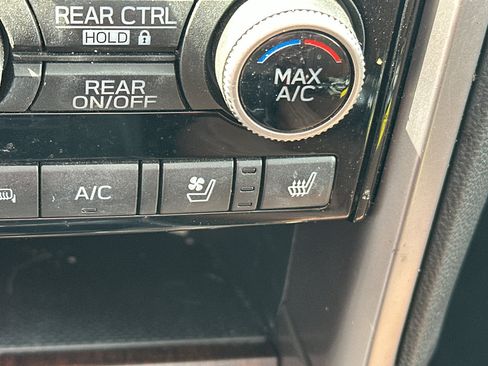 REAR CTRL
HOLD
REAR
ON/OFF
MAX
A/C
A/C